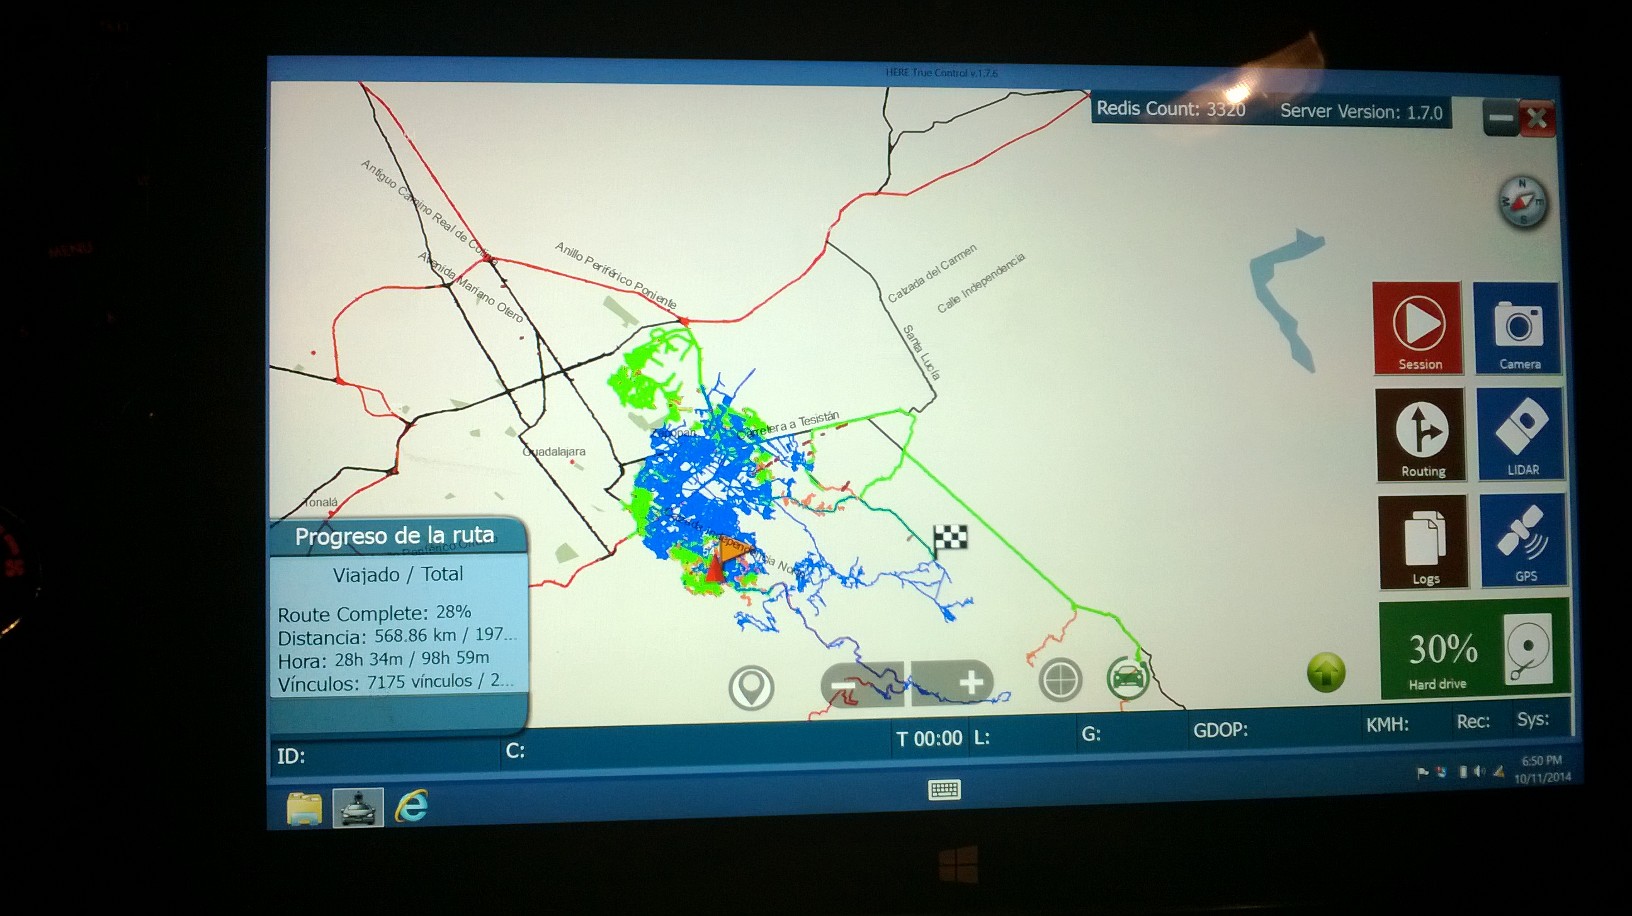 HERE True Control v.1.7.6
Redis Count: 3320
Server Version: 1.7.0
N
W
E
S
Antiguo Camino Real de Colima
Avenida Mariano Otero
Anillo Periférico Poniente
Calzada del Carmen
Calle Independencia
Santa Lucía
Carretera a Tesistán
Zapopan
Guadalajara
Tonalá
Session
Camera
Routing
LIDAR
Logs
GPS
30%
Hard drive
Progreso de la ruta
Viajado / Total
Route Complete: 28%
Distancia: 568.86 km / 197...
Hora: 28h 34m / 98h 59m
Vínculos: 7175 vínculos / 2...
ID:
C:
T 00:00
L:
G:
GDOP:
KMH:
Rec:
Sys:
6:50 PM
10/11/2014
MENU